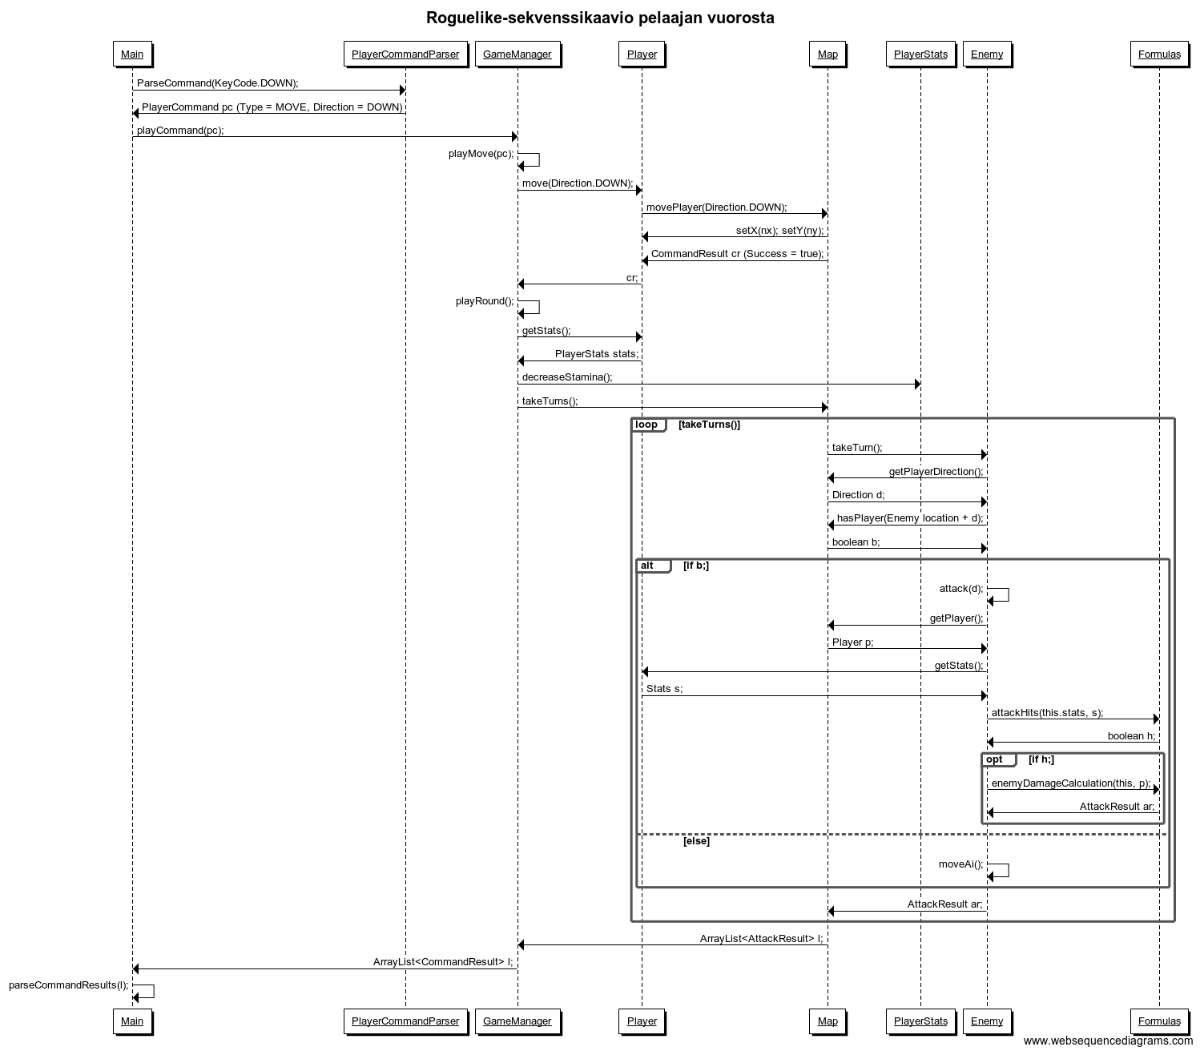 Roguelike-sekvenssikaavio pelaajan vuorosta
Main
PlayerCommandParser
GameManager
Player
Map
PlayerStats
Enemy
Formulas
ParseCommand(KeyCode.DOWN);
PlayerCommand pc (Type = MOVE, Direction = DOWN)
playCommand(pc);
playMove(pc);
move(Direction.DOWN);
movePlayer(Direction.DOWN);
setX(nx); setY(ny);
CommandResult cr (Success = true);
cr;
playRound();
getStats();
PlayerStats stats;
decreaseStamina();
takeTurns();
loop [takeTurns()]
takeTurn();
getPlayerDirection();
Direction d;
hasPlayer(Enemy location + d);
boolean b;
alt [if b;]
attack(d);
getPlayer();
Player p;
getStats();
Stats s;
attackHits(this.stats, s);
boolean h;
opt [if h;]
enemyDamageCalculation(this, p);
AttackResult ar;
[else]
moveAi();
AttackResult ar;
ArrayList<AttackResult> l;
ArrayList<CommandResult> l;
parseCommandResults(l);
Main
PlayerCommandParser
GameManager
Player
Map
PlayerStats
Enemy
Formulas
www.websequencediagrams.com